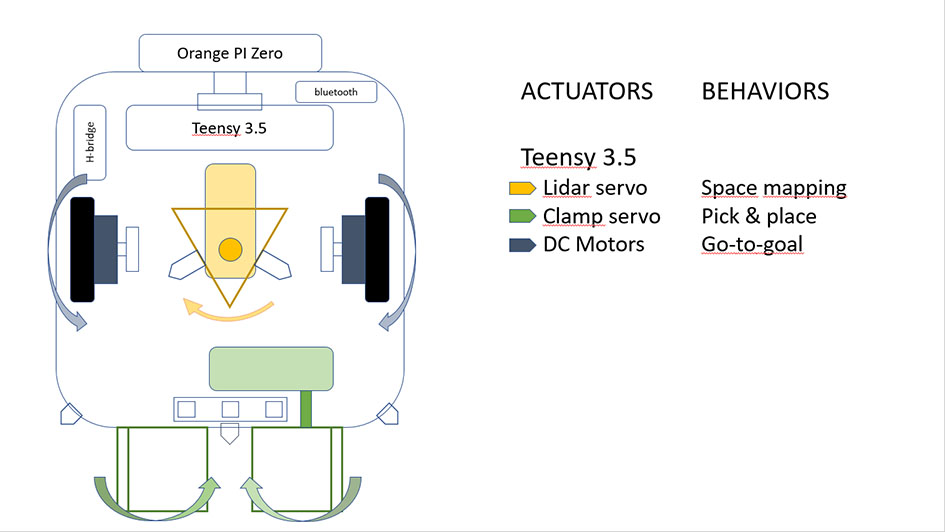 Orange PI Zero
bluetooth
H-bridge
Teensy 3.5
ACTUATORS BEHAVIORS
Teensy 3.5
Lidar servo Space mapping
Clamp servo Pick & place
DC Motors Go-to-goal